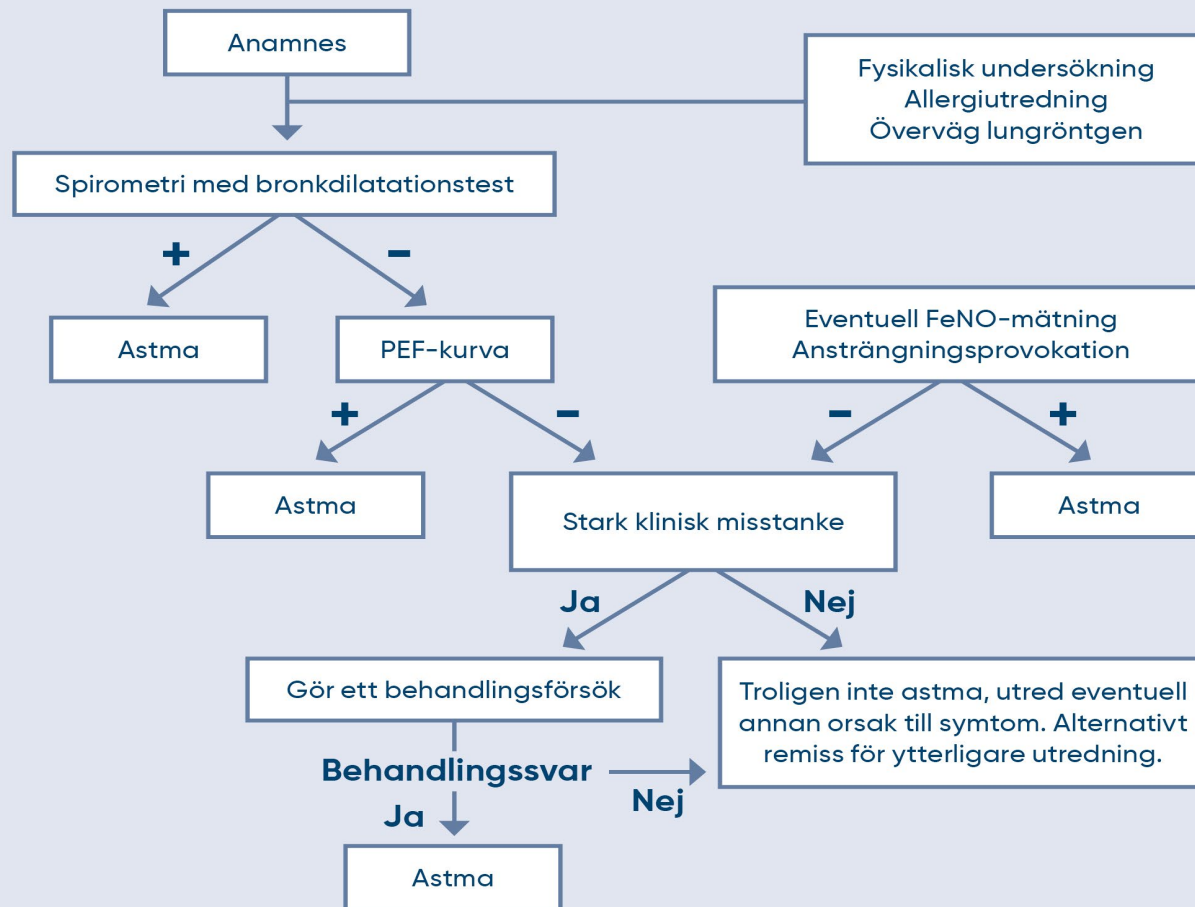 Anamnes
Fysikalisk undersökning
Allergiutredning
Överväg lungröntgen
Spirometri med bronkdilatationstest
+
−
Astma
PEF-kurva
Eventuell FeNO-mätning
Ansträngningsprovokation
+
−
−
+
Astma
Stark klinisk misstanke
Astma
Ja
Nej
Gör ett behandlingsförsök
Troligen inte astma, utred eventuell
annan orsak till symtom. Alternativt
remiss för ytterligare utredning.
Behandlingssvar
Nej
Ja
Astma